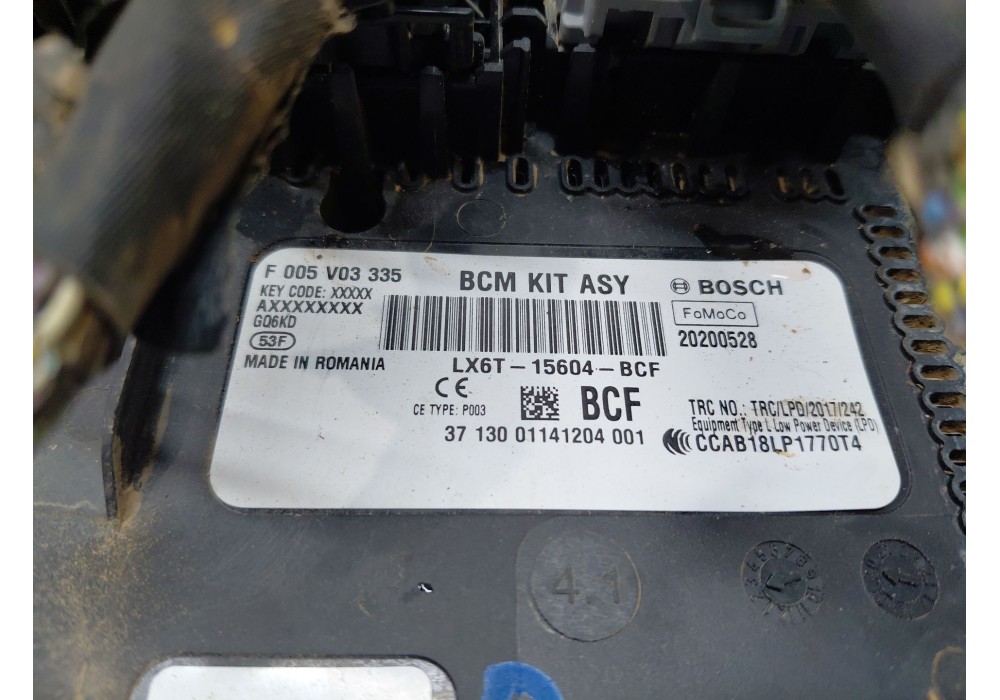 F 005 V03 335
BCM KIT ASY
BOSCH
KEY CODE: XXXXX
AXXXXXXXX
GQ6KD
53F
FoMoCo
20200528
MADE IN ROMANIA
LX6T-15604-BCF
CE
CE TYPE: P003
BCF
37 130 01141204 001
TRC NO.: TRC/LPD/2017/242
Equipment Type L Low Power Device (LPD)
CCAB18LP1770T4
4.1